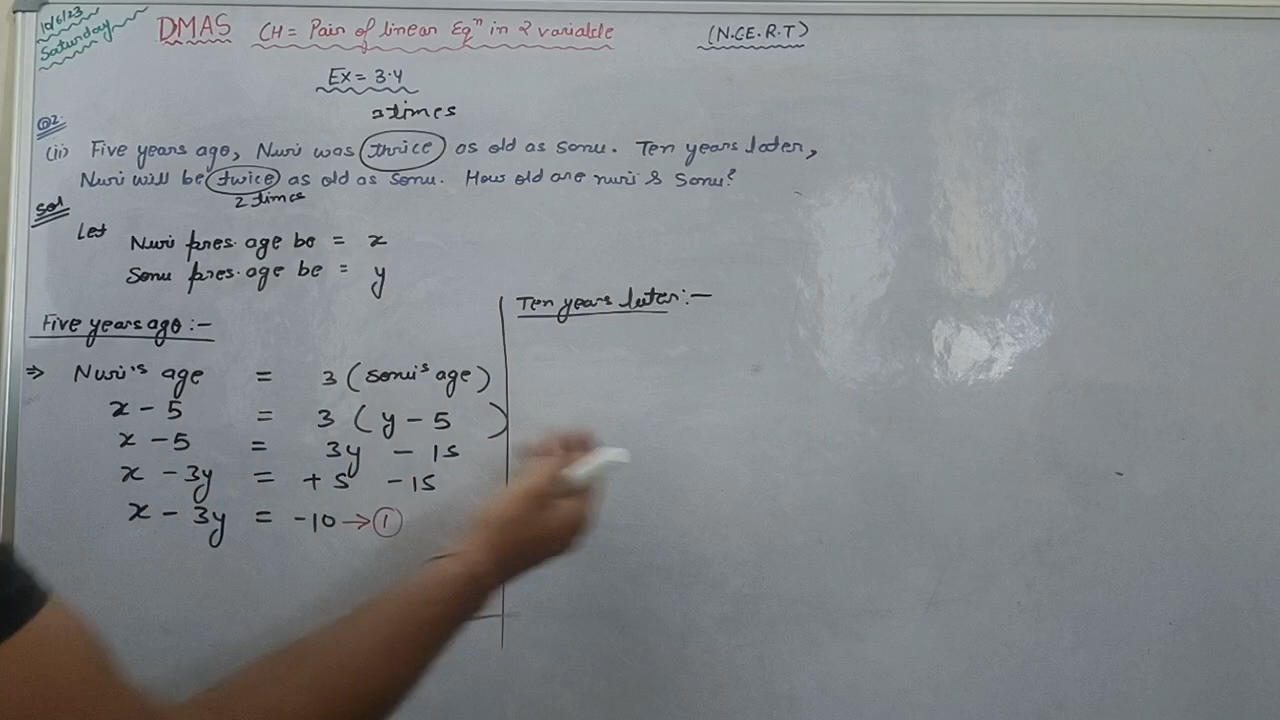 10/6/23
Saturday
DMAS CH = Pair of linear Eqⁿ in 2 variable (N.C.E.R.T)
Ex = 3.4
3 times
Q2.
(ii) Five years ago, Nuri was thrice as old as sonu. Ten years later,
Nuri will be twice as old as Sonu. How old are nuri & Sonu?
2 times
Sol
Let
Nuri pres. age be = x
Sonu pres. age be = y
Five years ago :-
⇒ Nuri's age = 3 (sonu's age)
x - 5 = 3 ( y - 5 )
x - 5 = 3y - 15
x - 3y = + 5 - 15
x - 3y = -10 → ①
Ten years later :-